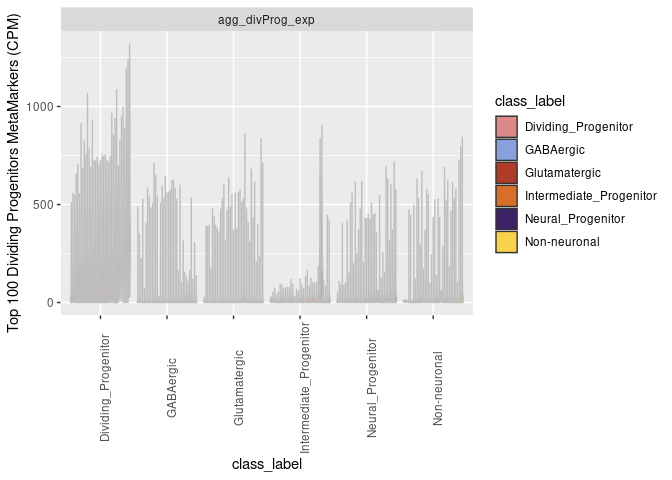 agg_divProg_exp
Top 100 Dividing Progenitors MetaMarkers (CPM)
1000
500
0
Dividing_Progenitor
GABAergic
Glutamatergic
Intermediate_Progenitor
Neural_Progenitor
Non-neuronal
class_label
class_label
Dividing_Progenitor
GABAergic
Glutamatergic
Intermediate_Progenitor
Neural_Progenitor
Non-neuronal